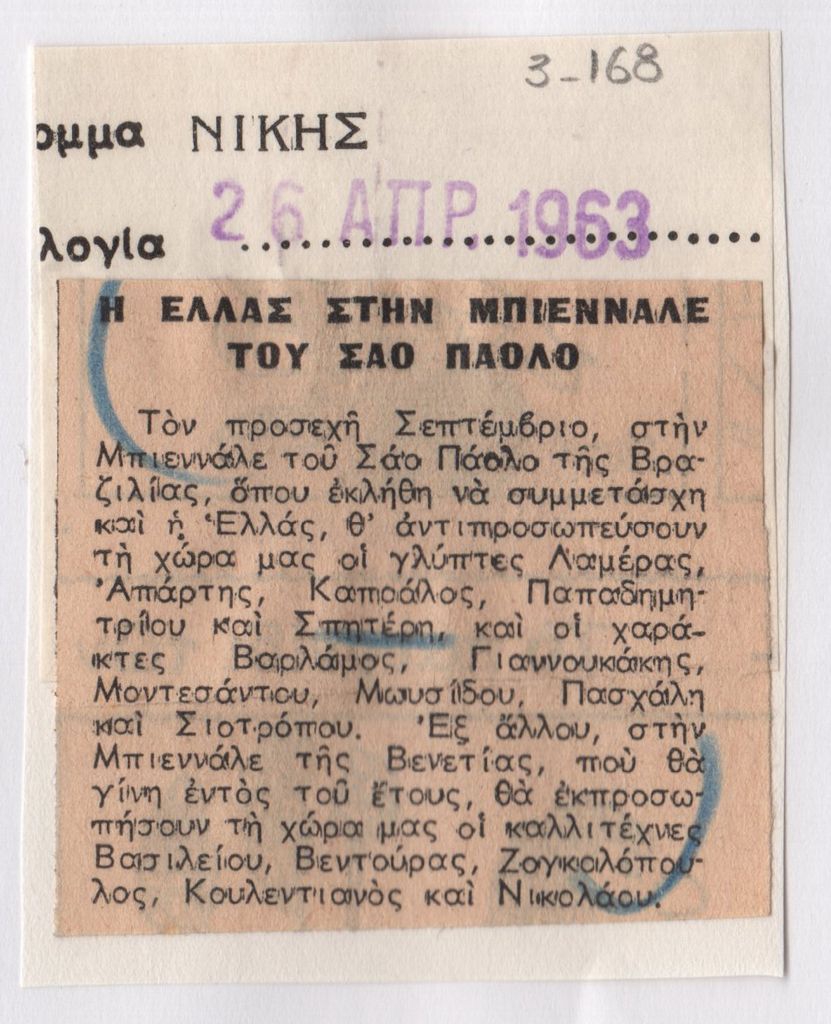 3-168
ομμα ΝΙΚΗΣ
26 ΑΠΡ. 1963
λογία ..............................
Η ΕΛΛΑΣ ΣΤΗΝ ΜΠΙΕΝΝΑΛΕ
ΤΟΥ ΣΑΟ ΠΑΟΛΟ
Τὸν προσεχῆ Σεπτέμβριο, στὴν
Μπιεννάλε τοῦ Σάο Πάολο τῆς Βρα-
ζιλίας, ὅπου ἐκλήθη νὰ συμμετάσχη
καὶ ἡ Ἑλλάς, θ' ἀντιπροσωπεύσουν
τὴ χώρα μας οἱ γλύπτες Λαμέρας,
Ἀπάρτης, Καπράλος, Παπαδημη-
τρίου καὶ Σπητέρη, καὶ οἱ χαρά-
κτες Βαρλάμος, Γιαννουκάκης,
Μοντεσάντου, Μωυσίδου, Πασχάλη
καὶ Σιοτρόπου. Ἐξ ἄλλου, στὴν
Μπιεννάλε τῆς Βενετίας, ποὺ θὰ
γίνη ἐντὸς τοῦ ἔτους, θὰ ἐκπροσω-
πήσουν τὴ χώρα μας οἱ καλλιτέχνες
Βασιλείου, Βεντούρας, Ζογκολόπου-
λος, Κουλεντιανὸς καὶ Νικολάου.